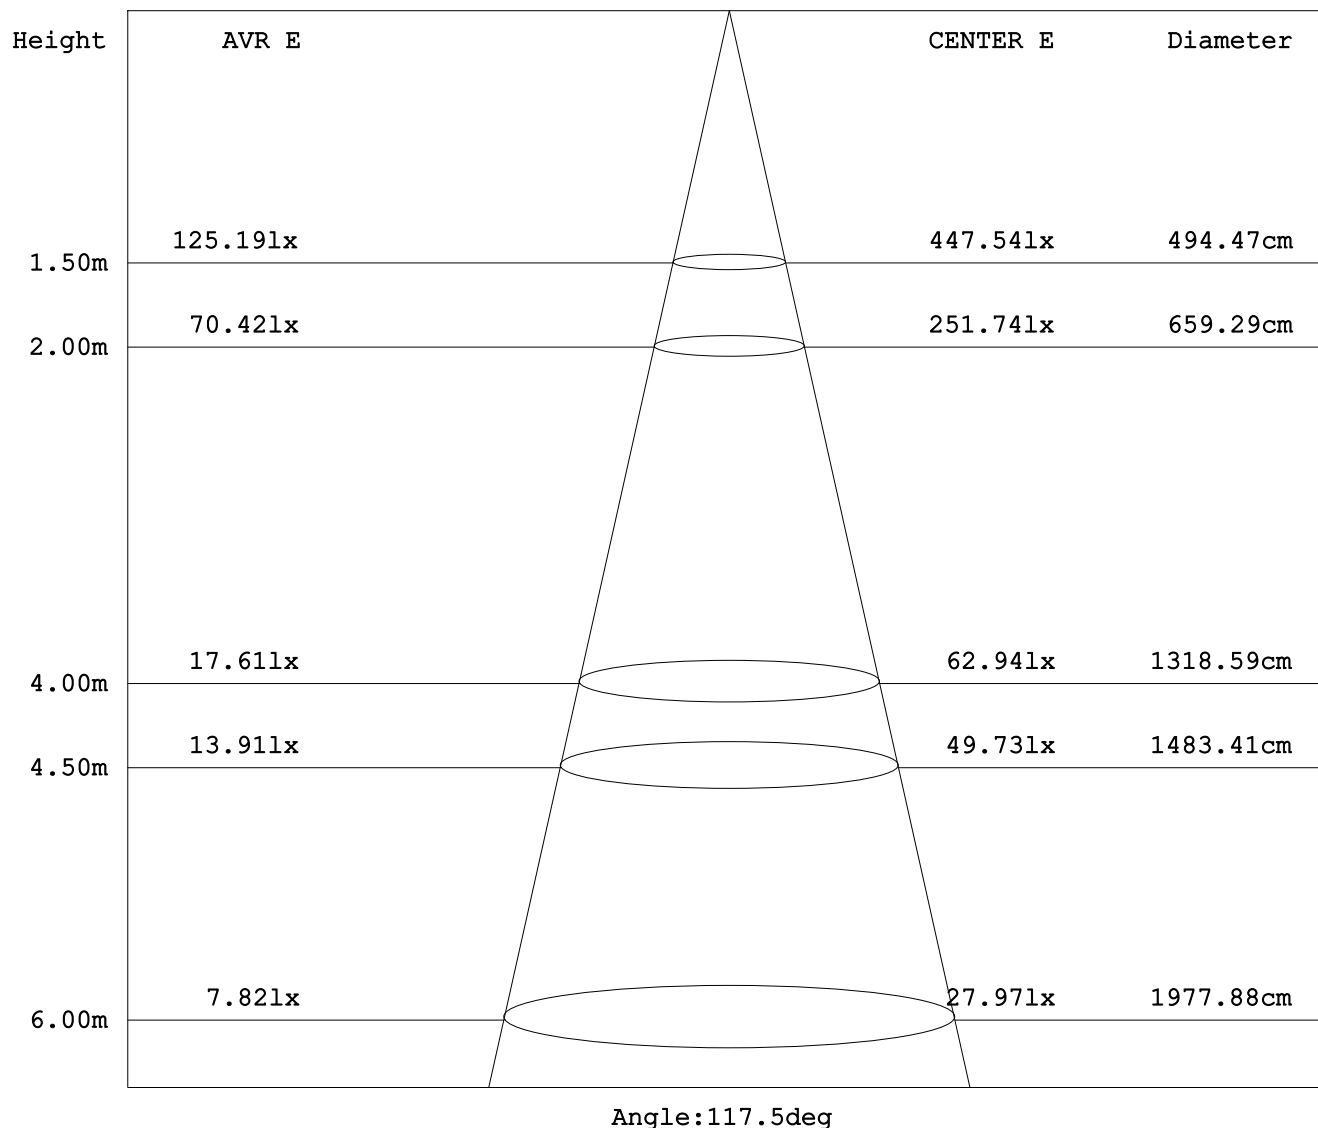 Height AVR E CENTER E Diameter
125.19lx 447.54lx 494.47cm
1.50m
70.42lx 251.74lx 659.29cm
2.00m
17.61lx 62.94lx 1318.59cm
4.00m
13.91lx 49.73lx 1483.41cm
4.50m
7.82lx 27.97lx 1977.88cm
6.00m
Angle:117.5deg